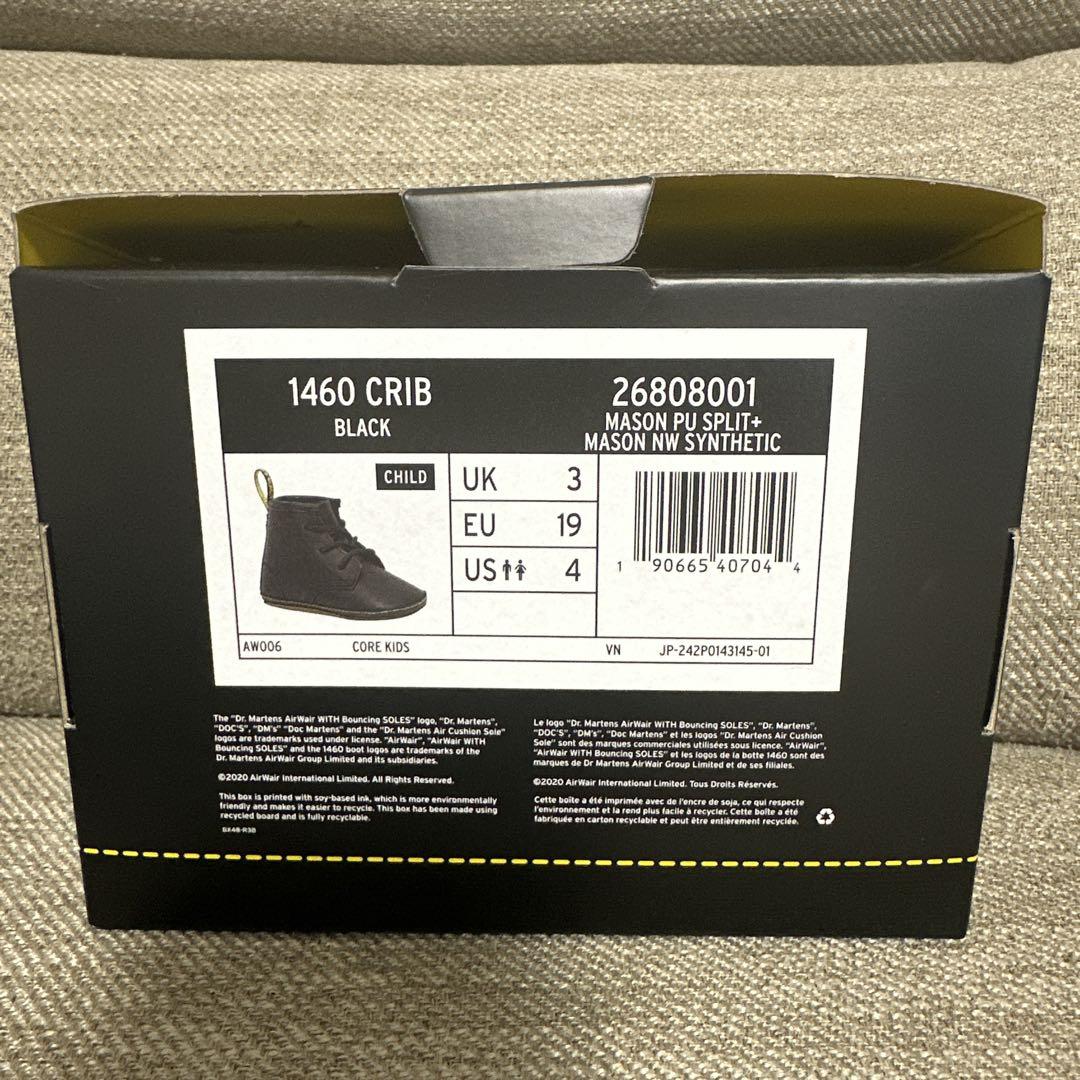 1460 CRIB
BLACK
26808001
MASON PU SPLIT+
MASON NW SYNTHETIC
CHILD
UK 3
EU 19
US 4
1 90665 40704 4
AW006 CORE KIDS VN JP-242P0143145-01
The "Dr. Martens AirWair WITH Bouncing SOLES" logo, "Dr. Martens",
"DOC'S", "DM's" "Doc Martens" and the "Dr. Martens Air Cushion Sole"
logos are trademarks used under license. "AirWair", "AirWair WITH
Bouncing SOLES" and the 1460 boot logos are trademarks of the
Dr. Martens AirWair Group Limited and its subsidiaries.
©2020 AirWair International Limited. All Rights Reserved.
This box is printed with soy-based ink, which is more environmentally
friendly and makes it easier to recycle. This box has been made using
recycled board and is fully recyclable.
BX48-R3B
Le logo "Dr. Martens AirWair WITH Bouncing SOLES", "Dr. Martens",
"DOC'S", "DM's", "Doc Martens" et les logos "Dr. Martens Air Cushion
Sole" sont des marques commerciales utilisées sous licence. "AirWair",
"AirWair WITH Bouncing SOLES" et les logos de la botte 1460 sont des
marques de Dr Martens AirWair Group Limited et de ses filiales.
©2020 AirWair International Limited. Tous Droits Réservés.
Cette boîte a été imprimée avec de l'encre de soja, ce qui respecte
l'environnement et la rend plus facile à recycler. Cette boîte a été
fabriquée en carton recyclable et peut être entièrement recyclée.